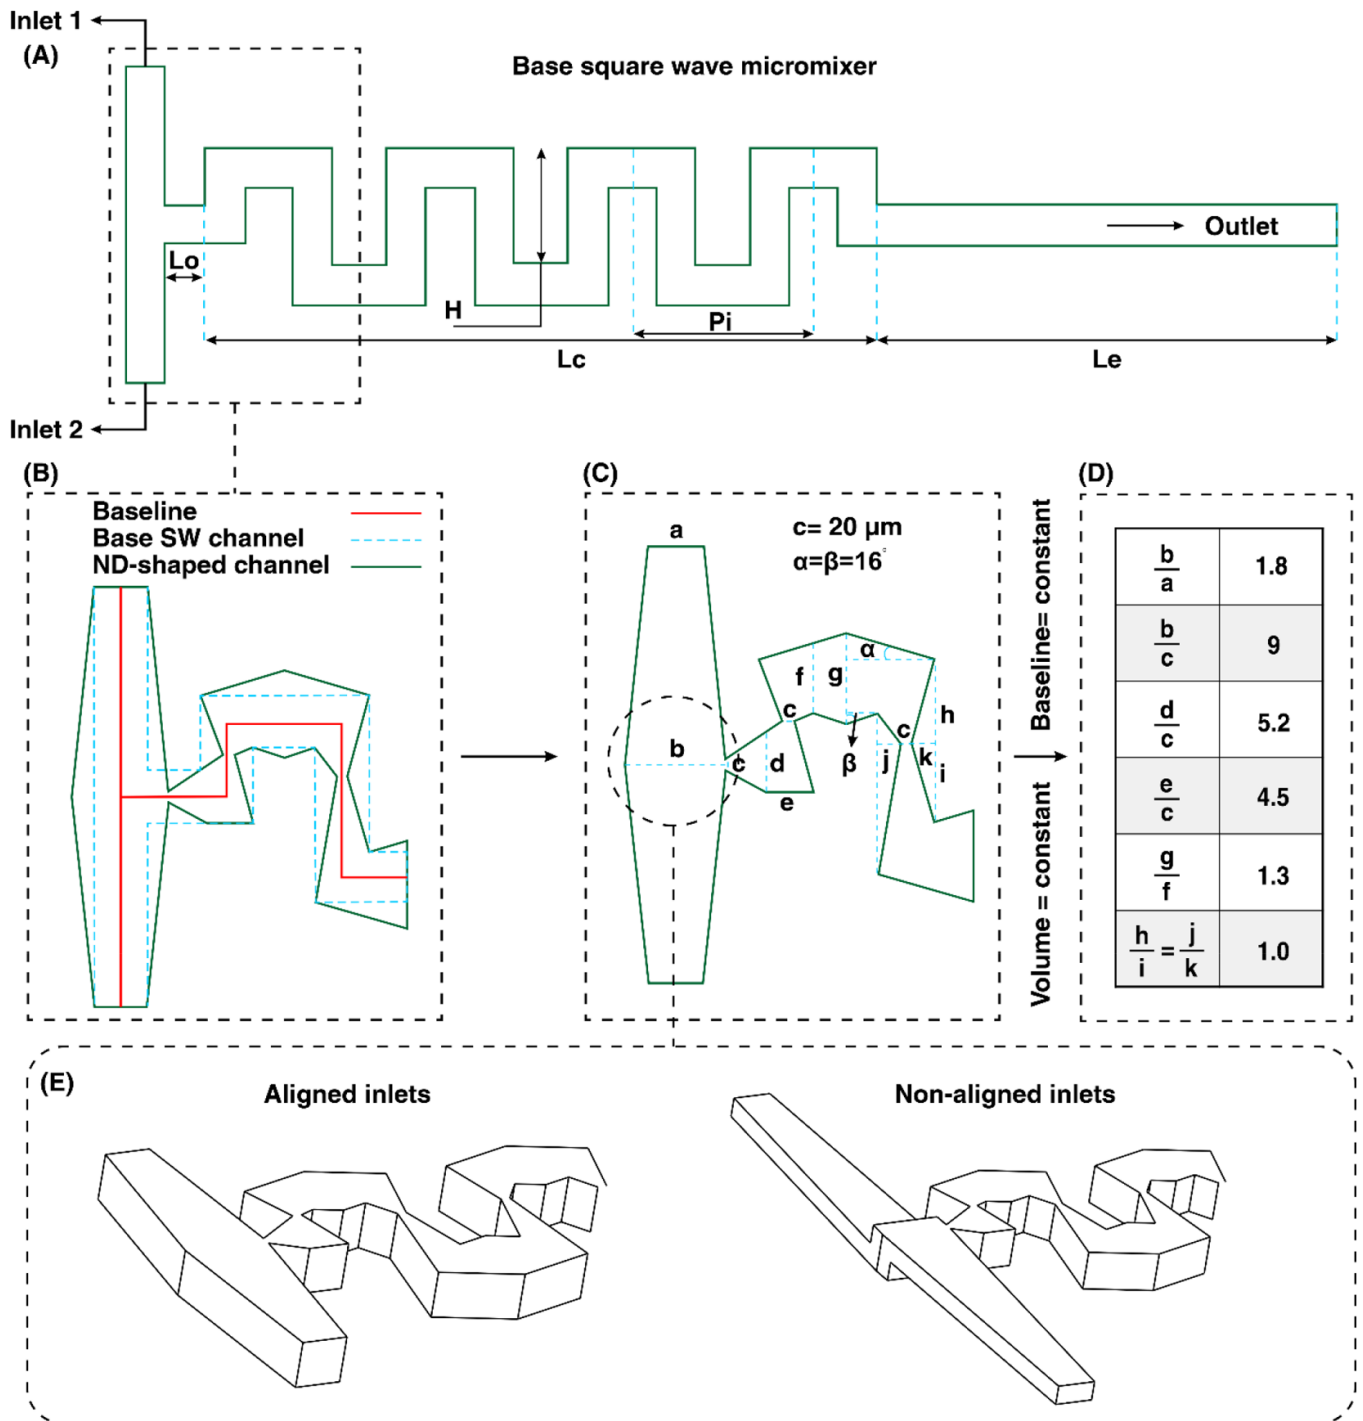 Inlet 1
(A)
Base square wave micromixer
Outlet
Lo
H
Pi
Lc
Le
Inlet 2
(B)
Baseline
Base SW channel
ND-shaped channel
(C)
a
c= 20 μm
α=β=16°
b
c
d
e
f
g
α
c
β
c
h
j
k
i
Baseline= constant
Volume = constant
(D)
b/a 1.8
b/c 9
d/c 5.2
e/c 4.5
g/f 1.3
h/i = j/k 1.0
(E)
Aligned inlets
Non-aligned inlets